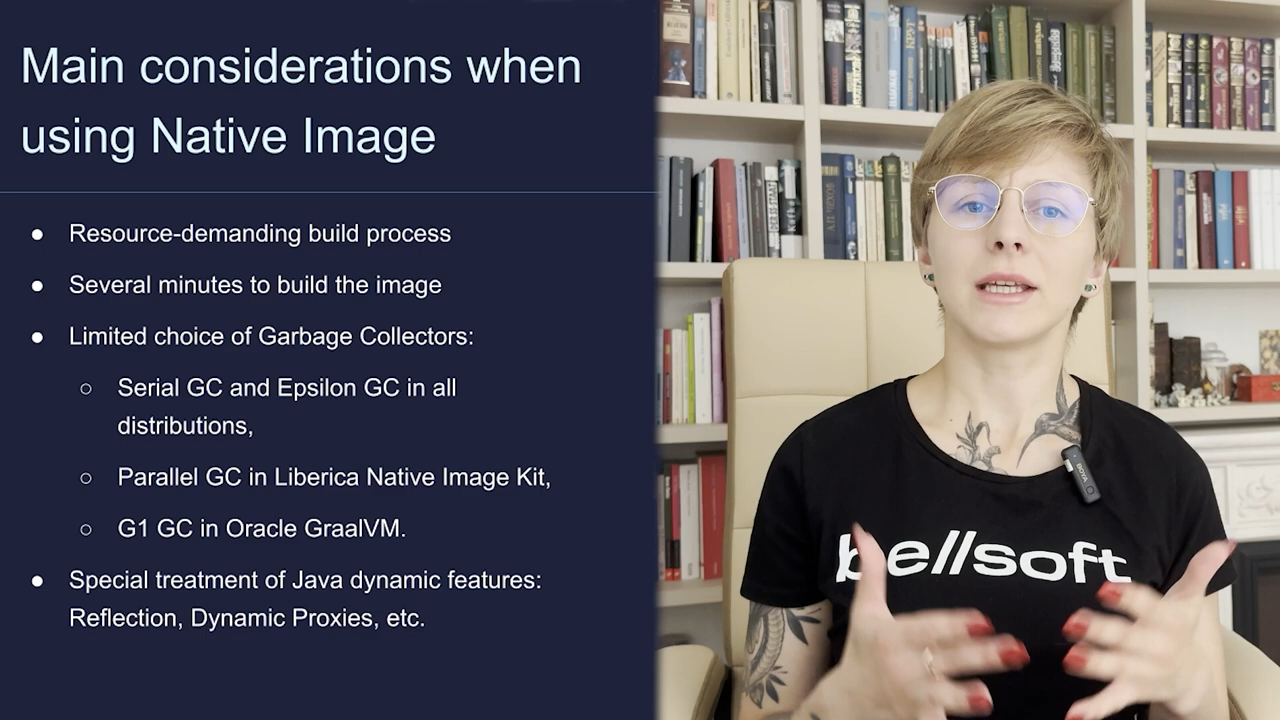 Main considerations when
using Native Image
● Resource-demanding build process
● Several minutes to build the image
● Limited choice of Garbage Collectors:
○ Serial GC and Epsilon GC in all
distributions,
○ Parallel GC in Liberica Native Image Kit,
○ G1 GC in Oracle GraalVM.
● Special treatment of Java dynamic features:
Reflection, Dynamic Proxies, etc.
BOYA
bellsoft